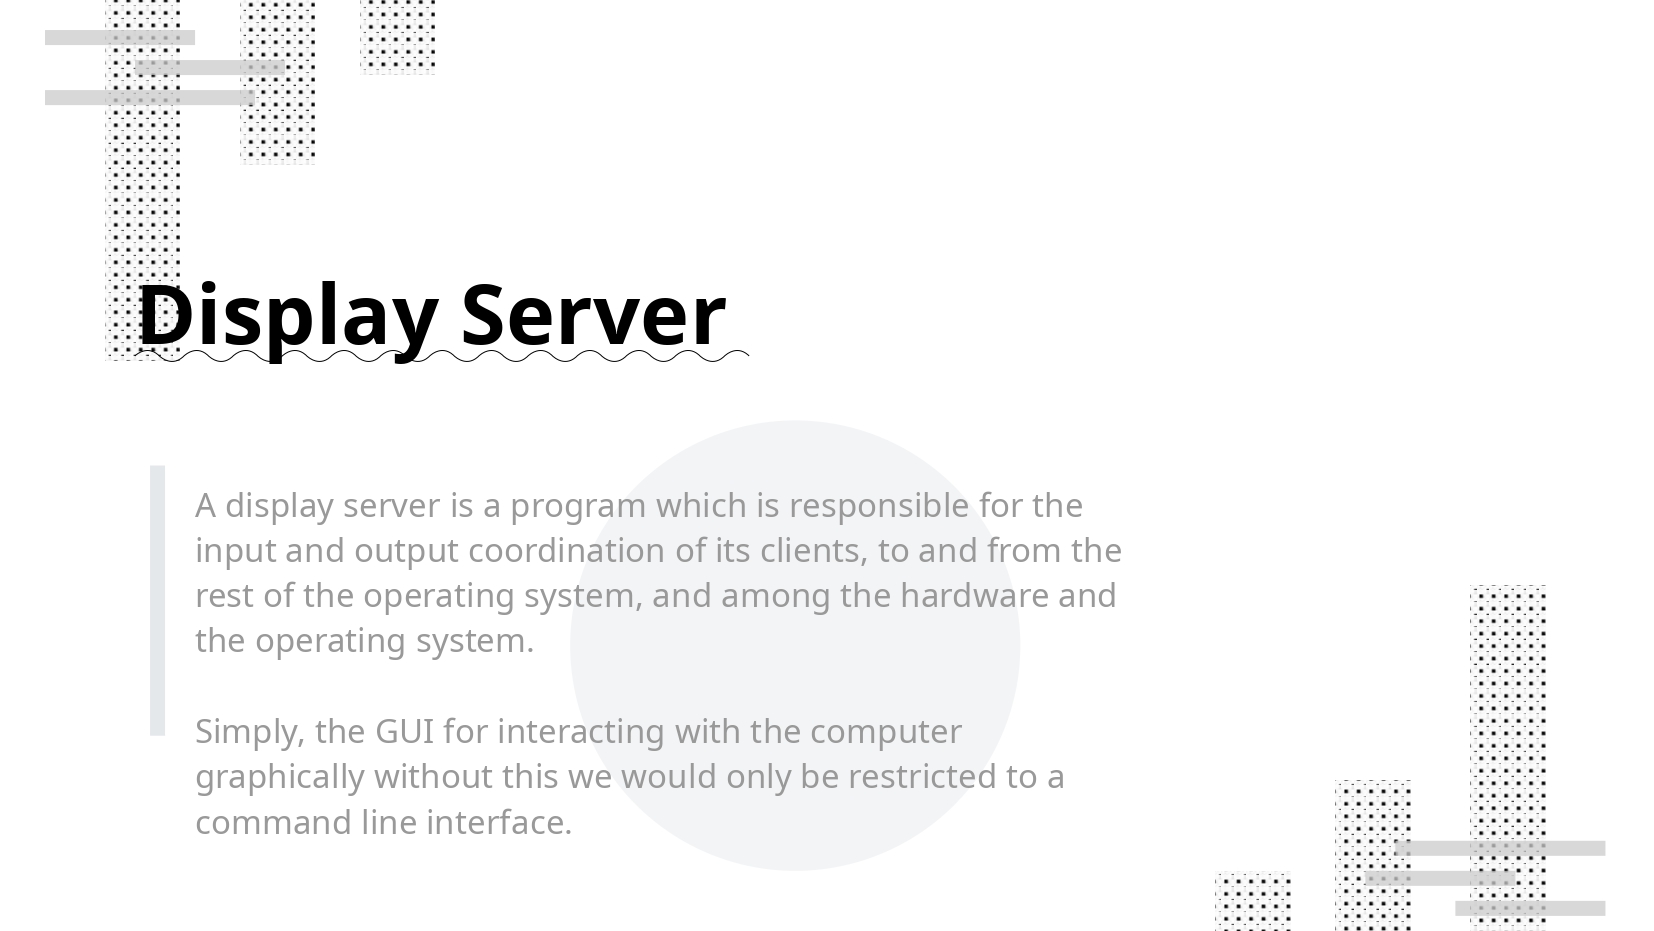 Display Server
A display server is a program which is responsible for the
input and output coordination of its clients, to and from the
rest of the operating system, and among the hardware and
the operating system.
Simply, the GUI for interacting with the computer
graphically without this we would only be restricted to a
command line interface.